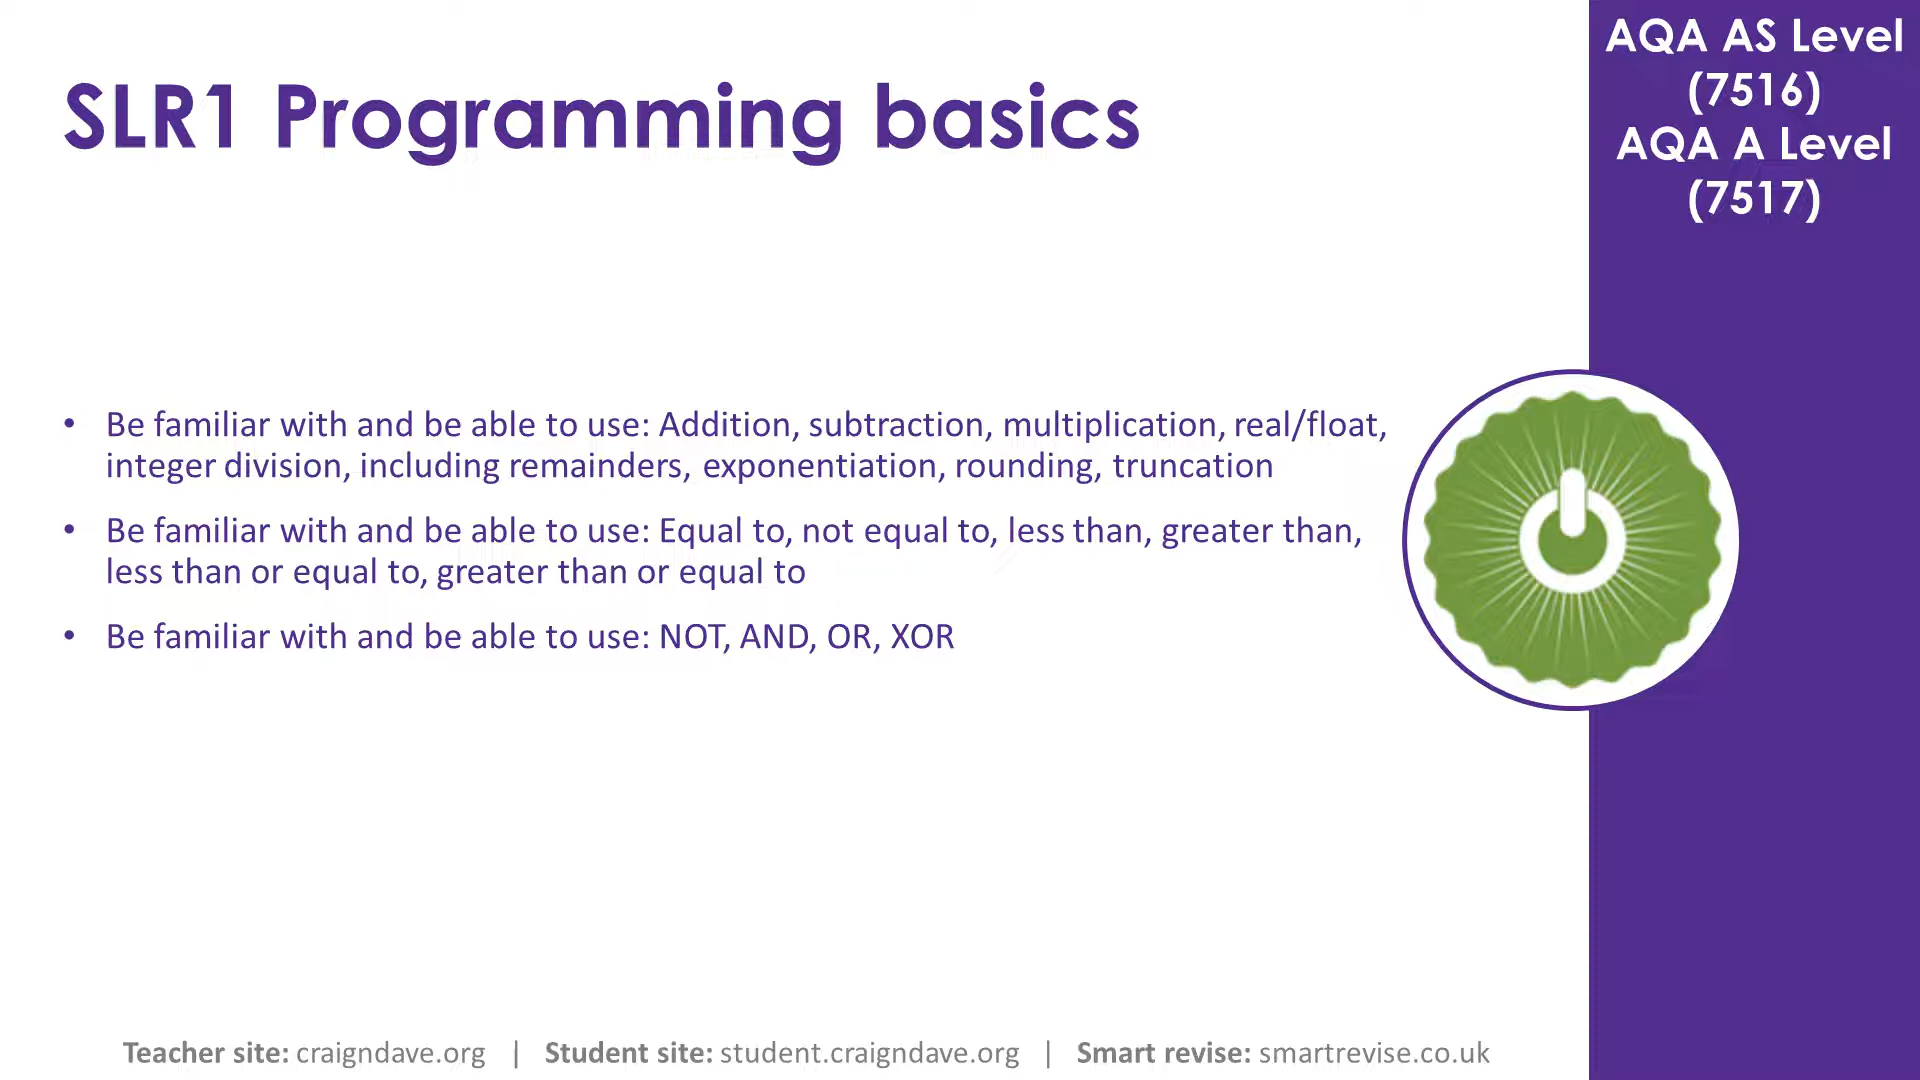 SLR1 Programming basics
AQA AS Level
(7516)
AQA A Level
(7517)
• Be familiar with and be able to use: Addition, subtraction, multiplication, real/float,
integer division, including remainders, exponentiation, rounding, truncation
• Be familiar with and be able to use: Equal to, not equal to, less than, greater than,
less than or equal to, greater than or equal to
• Be familiar with and be able to use: NOT, AND, OR, XOR
Teacher site: craigndave.org | Student site: student.craigndave.org | Smart revise: smartrevise.co.uk